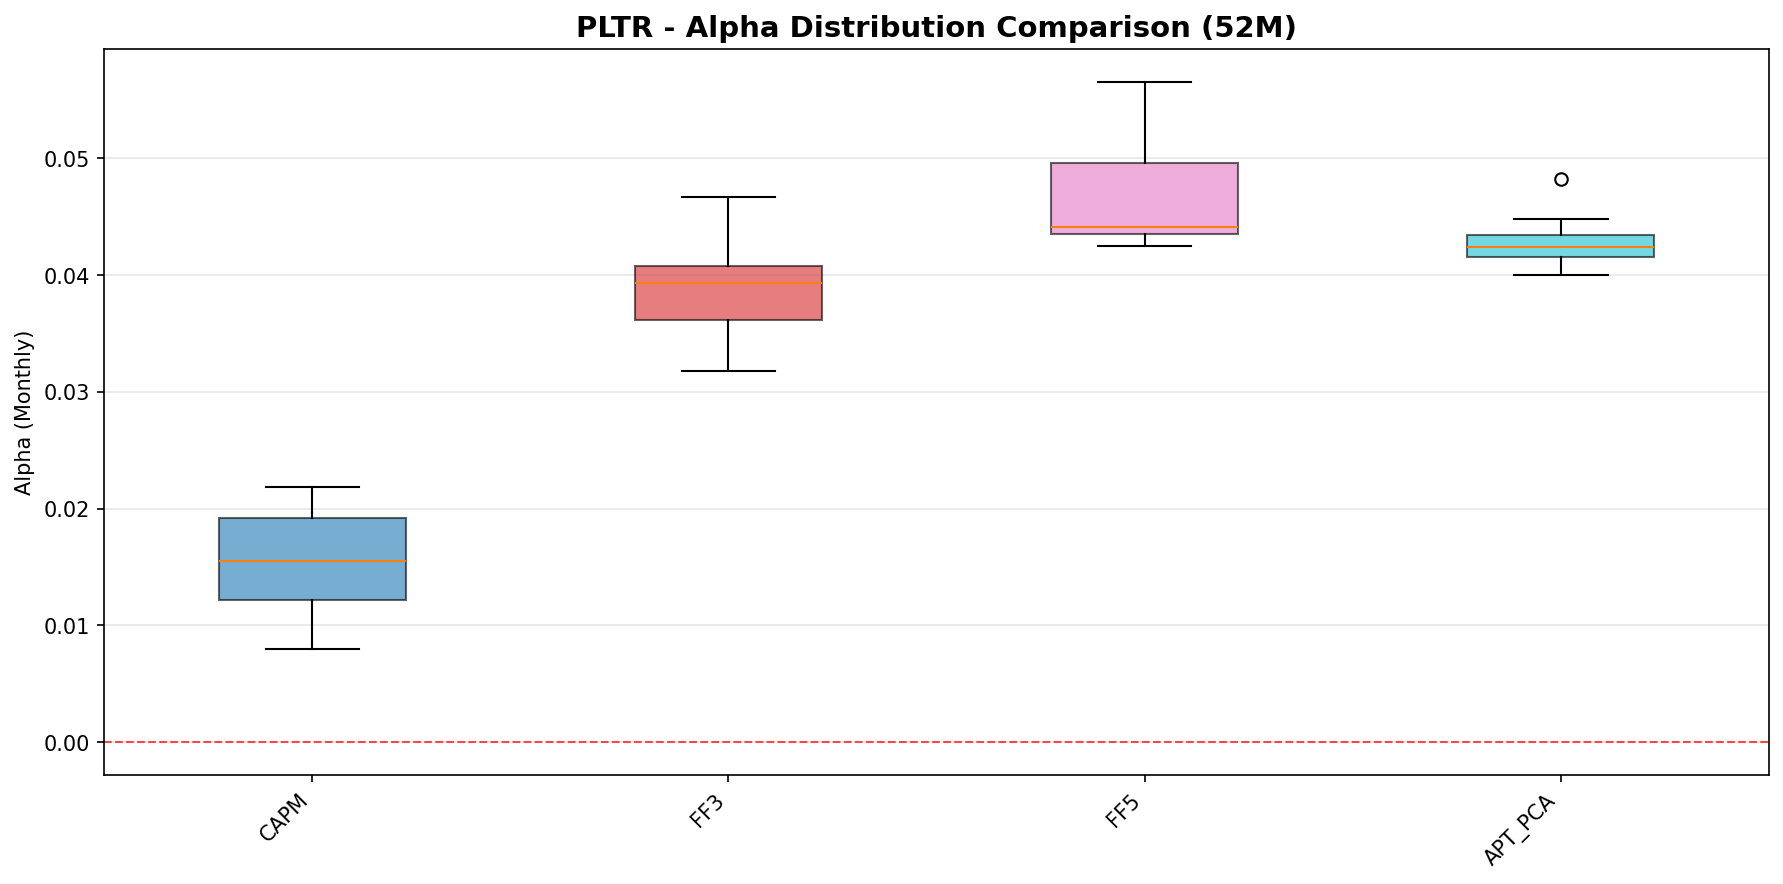 PLTR - Alpha Distribution Comparison (52M)
Alpha (Monthly)
0.05
0.04
0.03
0.02
0.01
0.00
CAPM
FF3
FF5
APT_PCA